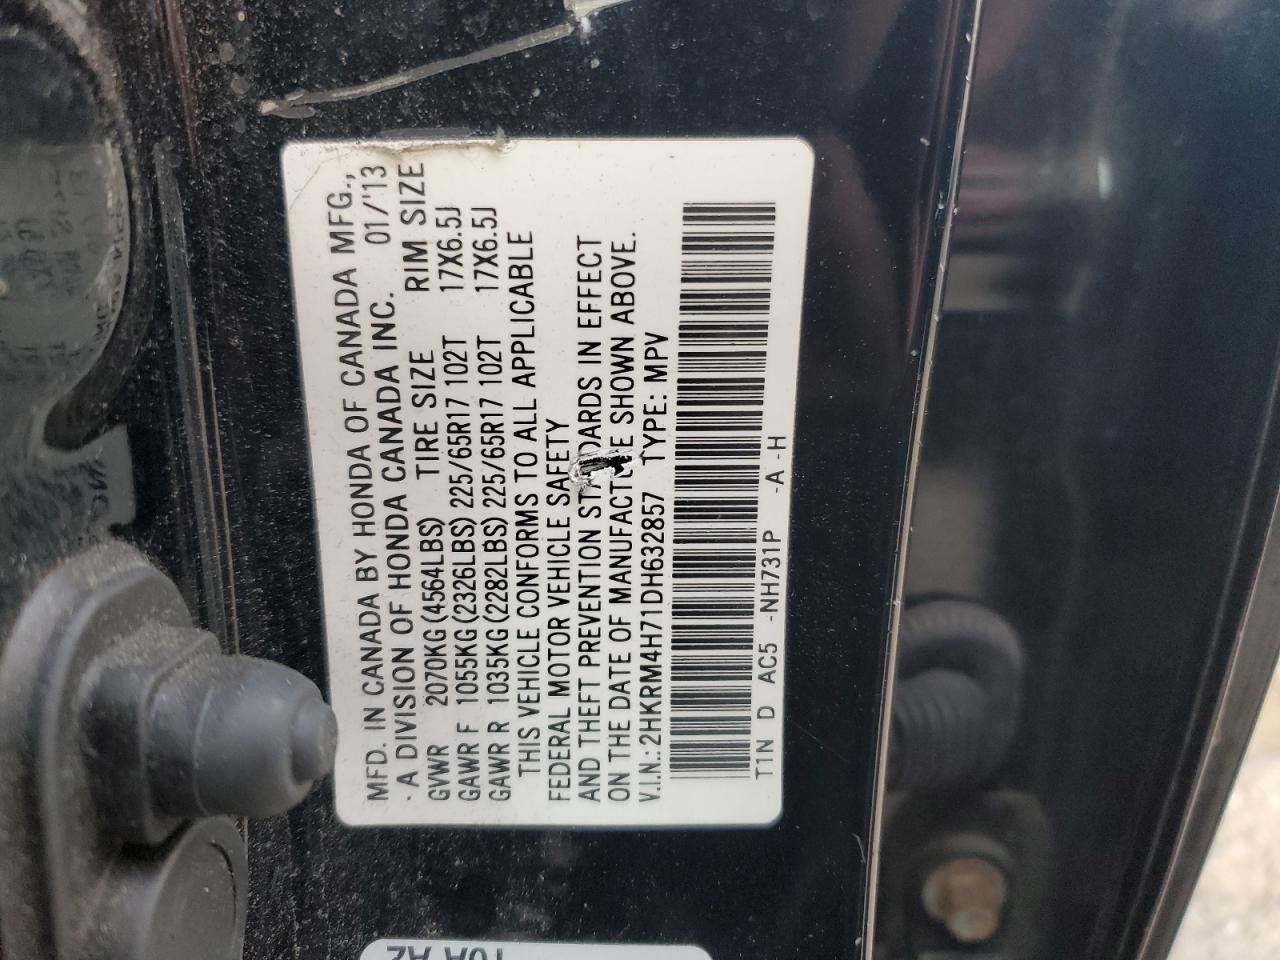 MFD. IN CANADA BY HONDA OF CANADA MFG.,
A DIVISION OF HONDA CANADA INC. 01/'13
GVWR 2070KG(4564LBS) TIRE SIZE RIM SIZE
GAWR F 1055KG(2326LBS) 225/65R17 102T 17X6.5J
GAWR R 1035KG(2282LBS) 225/65R17 102T 17X6.5J
THIS VEHICLE CONFORMS TO ALL APPLICABLE
FEDERAL MOTOR VEHICLE SAFETY
AND THEFT PREVENTION STANDARDS IN EFFECT
ON THE DATE OF MANUFACTURE SHOWN ABOVE.
V.I.N.: 2HKRM4H71DH632857 TYPE: MPV
T1N D AC5 -NH731P -A -H